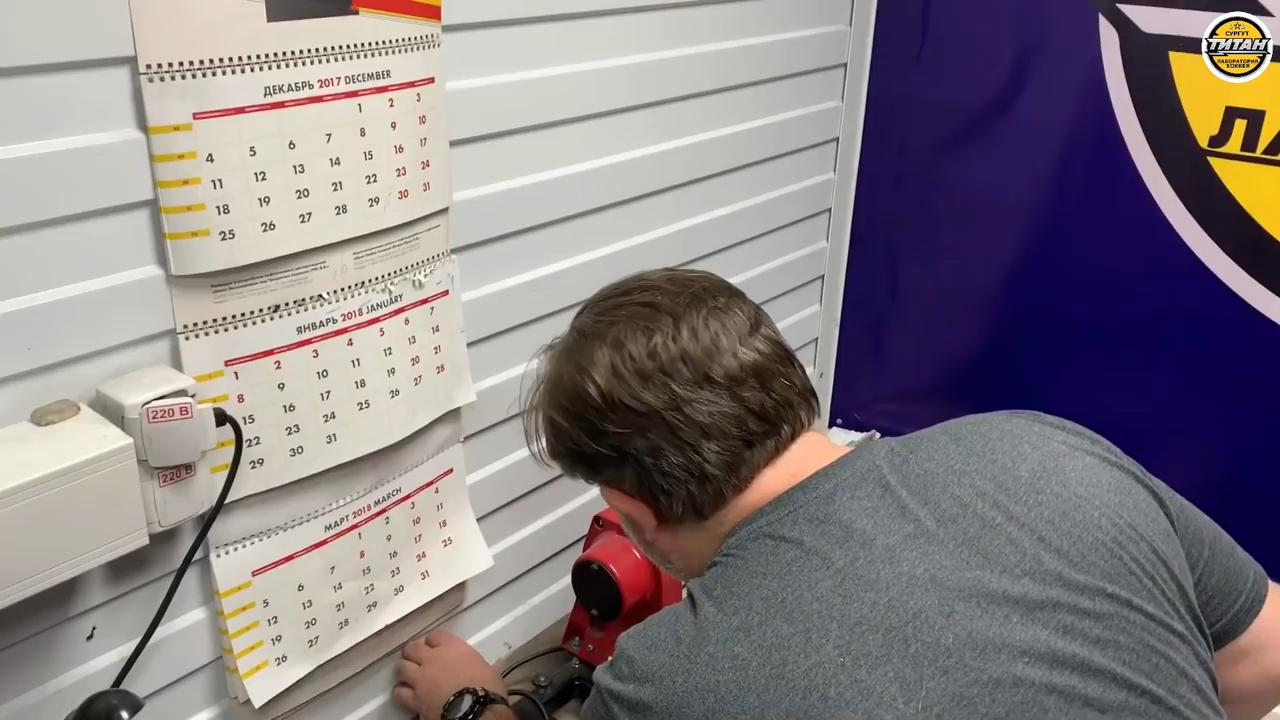 СУРГУТ
ТИТАН
ЛАБОРАТОРИЯ
ХОККЕЯ
ЛА
ДЕКАБРЬ 2017 DECEMBER
1 2 3
4 5 6 7 8 9 10
11 12 13 14 15 16 17
18 19 20 21 22 23 24
25 26 27 28 29 30 31
ЯНВАРЬ 2018 JANUARY
1 2 3 4 5 6 7
8 9 10 11 12 13 14
15 16 17 18 19 20 21
22 23 24 25 26 27 28
29 30 31
220 В
220 В
МАРТ 2018 MARCH
1 2 3 4
5 6 7 8 9 10 11
12 13 14 15 16 17 18
19 20 21 22 23 24 25
26 27 28 29 30 31